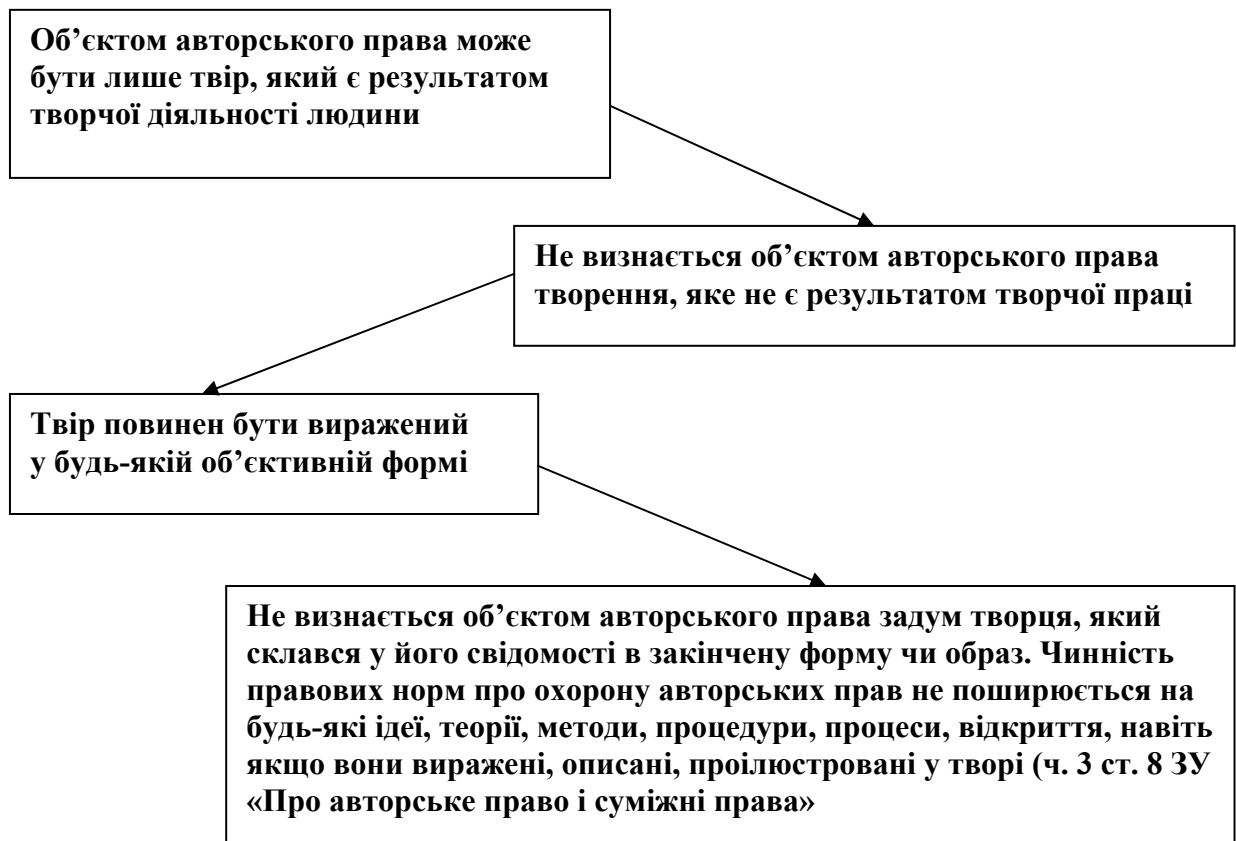 Об’єктом авторського права може
бути лише твір, який є результатом
творчої діяльності людини
Не визнається об’єктом авторського права
творення, яке не є результатом творчої праці
Твір повинен бути виражений
у будь-якій об’єктивній формі
Не визнається об’єктом авторського права задум творця, який
склався у його свідомості в закінчену форму чи образ. Чинність
правових норм про охорону авторських прав не поширюється на
будь-які ідеї, теорії, методи, процедури, процеси, відкриття, навіть
якщо вони виражені, описані, проілюстровані у творі (ч. 3 ст. 8 ЗУ
«Про авторське право і суміжні права»